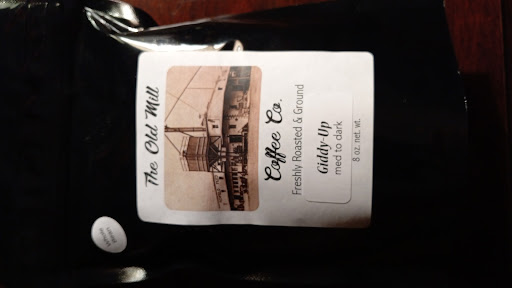 The Old Mill
Coffee Co.
Freshly Roasted & Ground
Giddy-Up
med to dark
8 oz. net. wt.